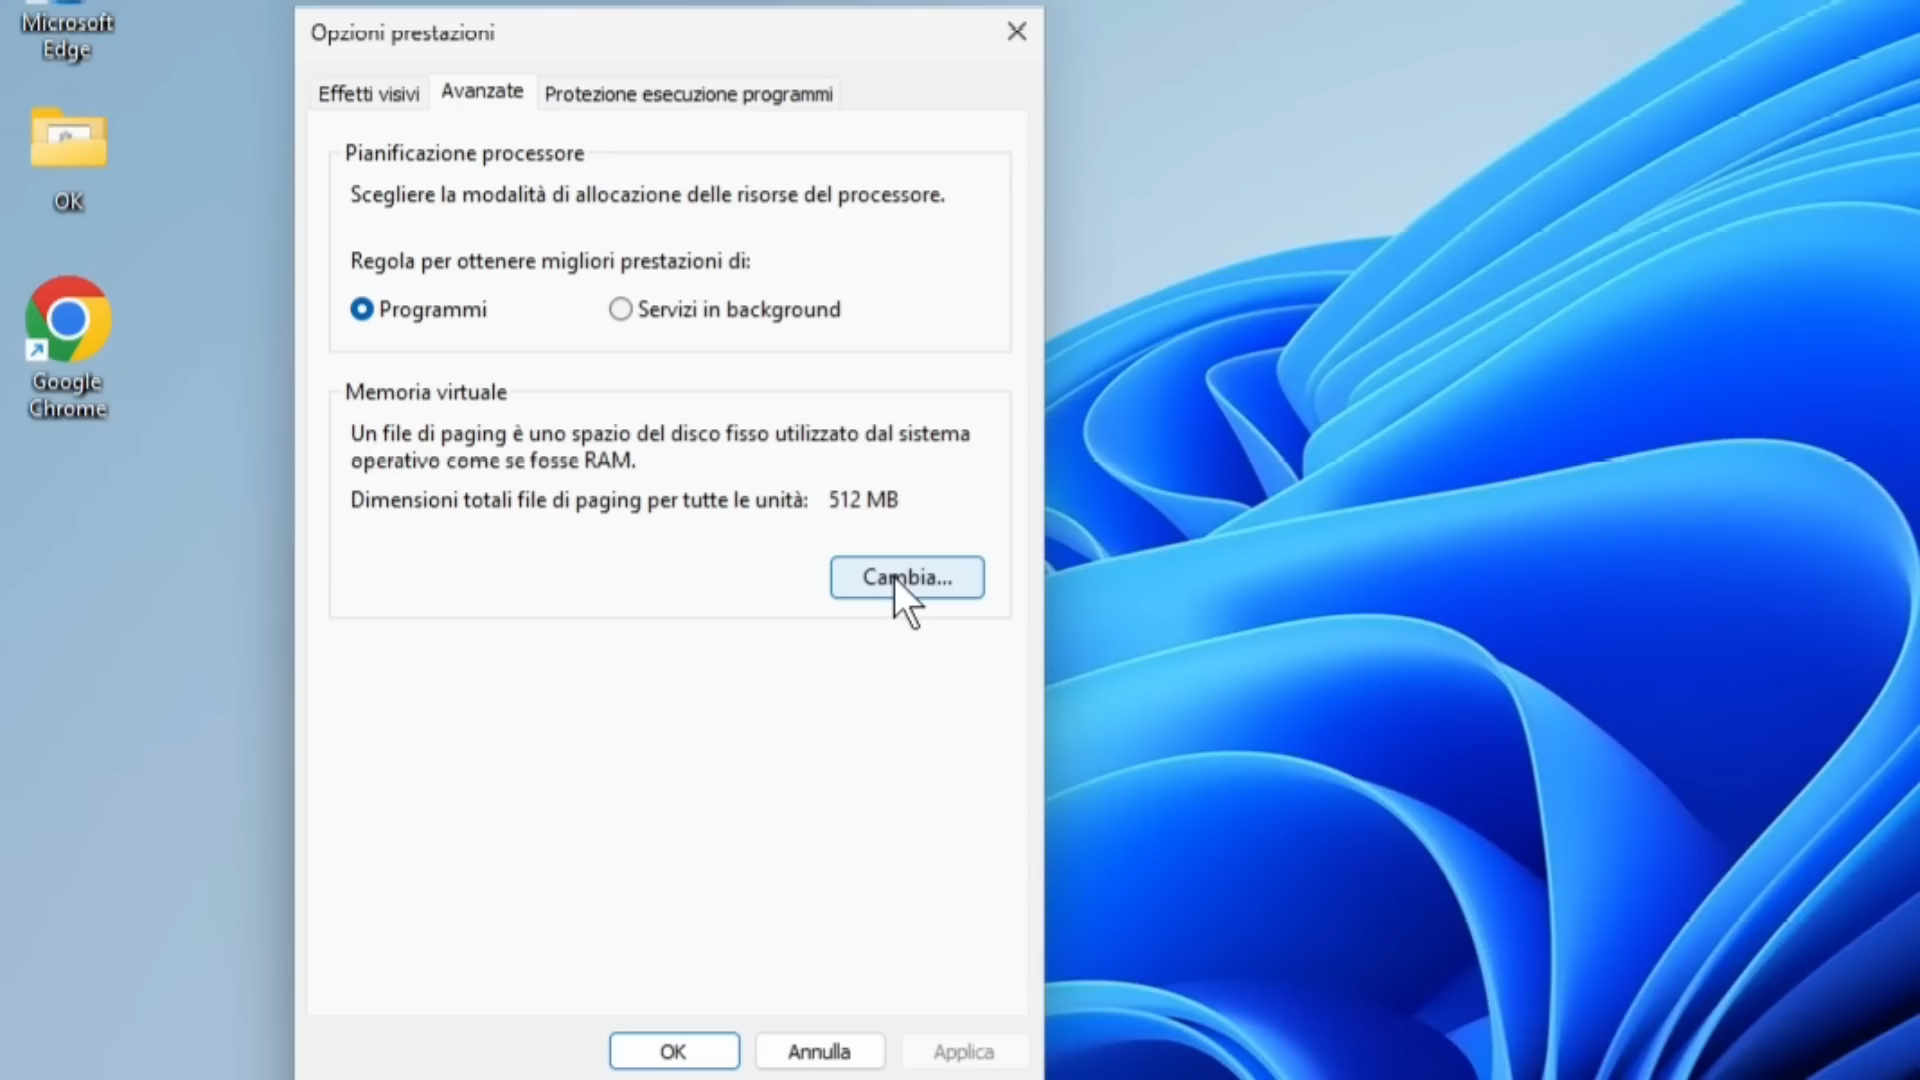 Microsoft
Edge
OK
Google
Chrome
Opzioni prestazioni
Effetti visivi
Avanzate
Protezione esecuzione programmi
Pianificazione processore
Scegliere la modalità di allocazione delle risorse del processore.
Regola per ottenere migliori prestazioni di:
Programmi
Servizi in background
Memoria virtuale
Un file di paging è uno spazio del disco fisso utilizzato dal sistema
operativo come se fosse RAM.
Dimensioni totali file di paging per tutte le unità: 512 MB
Cambia...
OK
Annulla
Applica